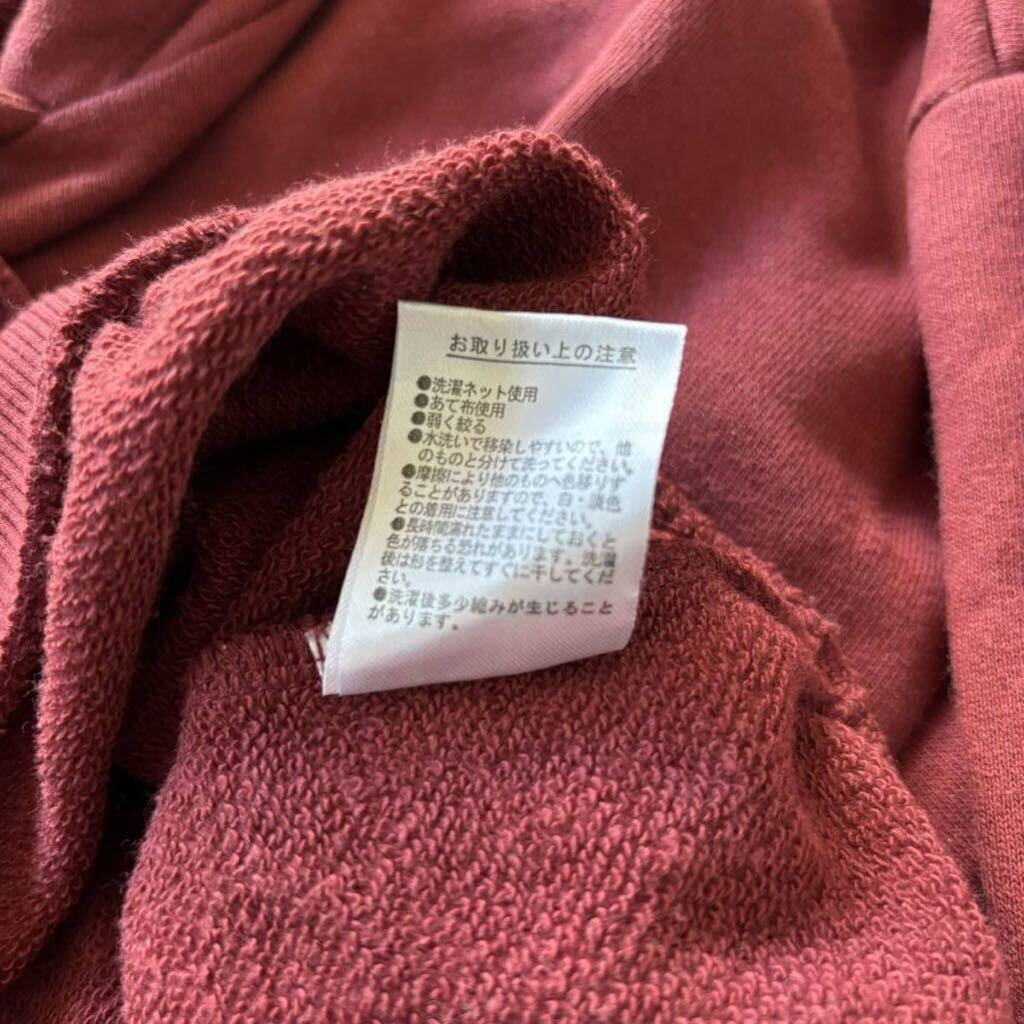 お取り扱い上の注意
●洗濯ネット使用
●あて布使用
●弱く絞る
●水洗いで移染しやすいので、他
のものと分けて洗ってください。
●摩擦により他のものへ色移りす
ることがありますので、白・淡色
との着用に注意してください。
●長時間濡れたままにしておくと
色が落ちる恐れがあります。洗濯
後は形を整えてすぐに干してくだ
さい。
●洗濯後多少縮みが生じること
があります。